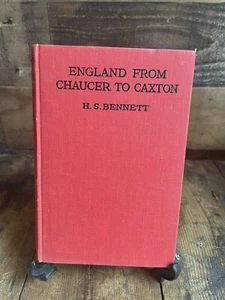 ENGLAND FROM
CHAUCER TO CAXTON
H. S. BENNETT